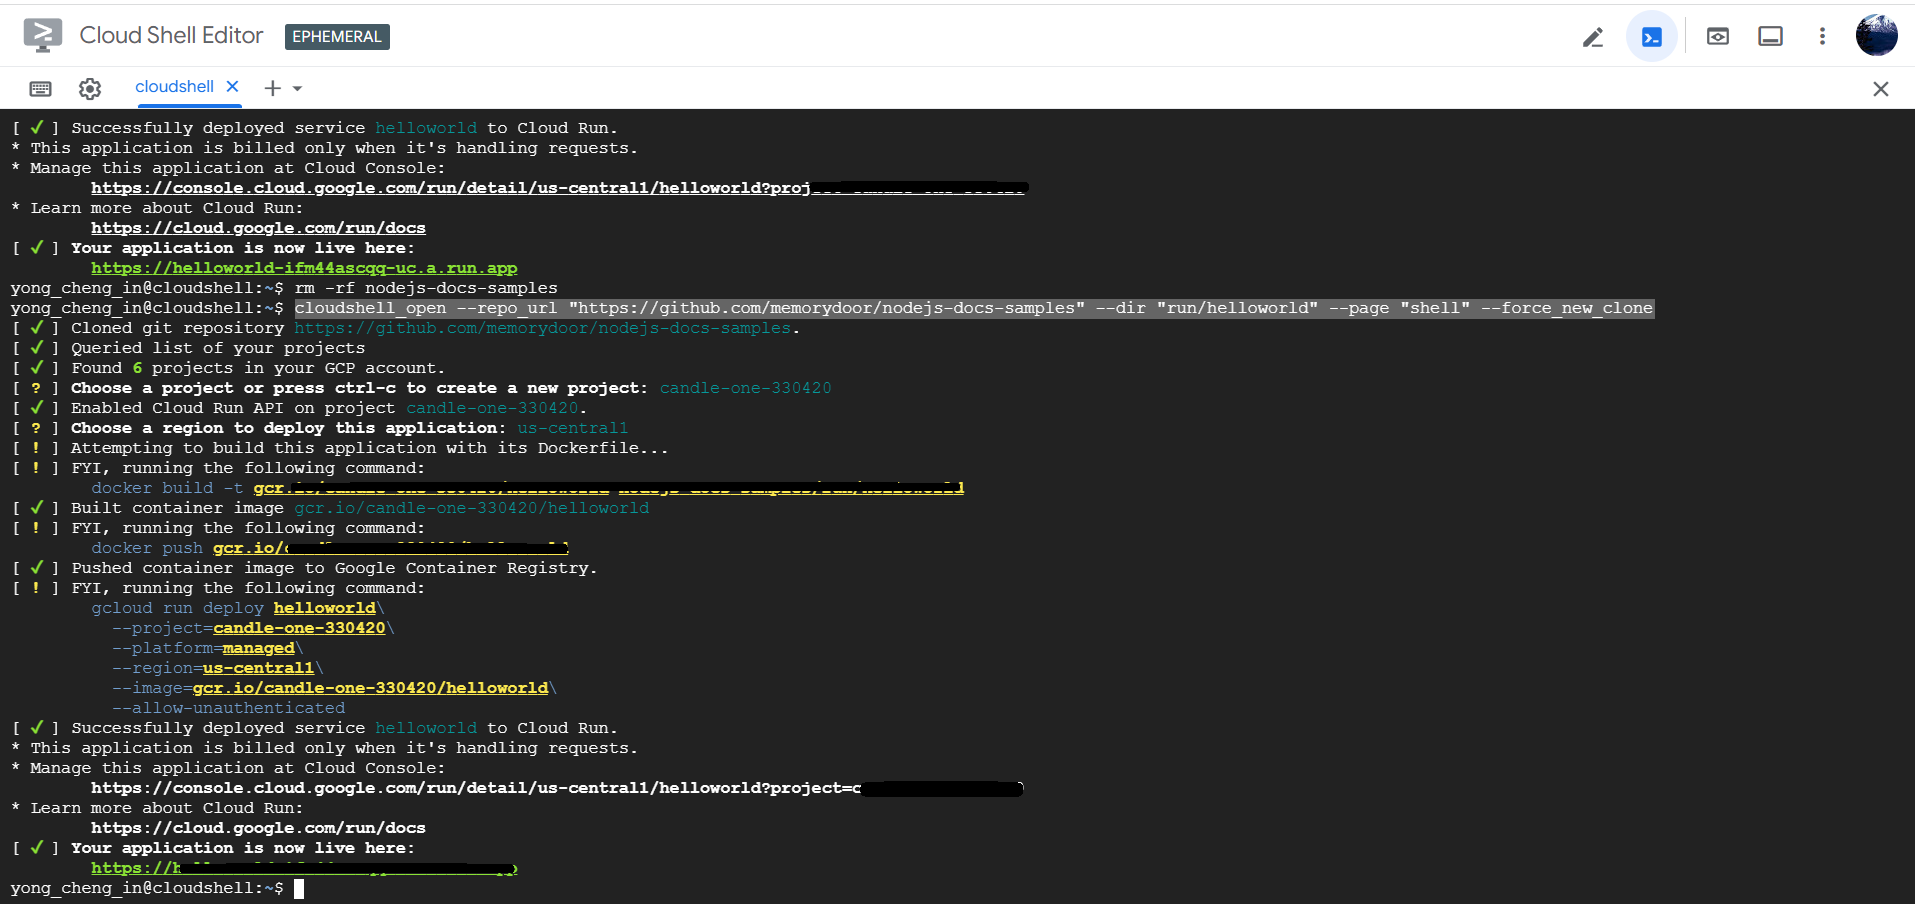 Cloud Shell Editor EPHEMERAL
cloudshell
[ ✓ ] Successfully deployed service helloworld to Cloud Run.
* This application is billed only when it's handling requests.
* Manage this application at Cloud Console:
https://console.cloud.google.com/run/detail/us-central1/helloworld?proj
* Learn more about Cloud Run:
https://cloud.google.com/run/docs
[ ✓ ] Your application is now live here:
https://helloworld-ifm44ascqq-uc.a.run.app
yong_cheng_in@cloudshell:~$ rm -rf nodejs-docs-samples
yong_cheng_in@cloudshell:~$ cloudshell_open --repo_url "https://github.com/memorydoor/nodejs-docs-samples" --dir "run/helloworld" --page "shell" --force_new_clone
[ ✓ ] Cloned git repository https://github.com/memorydoor/nodejs-docs-samples.
[ ✓ ] Queried list of your projects
[ ✓ ] Found 6 projects in your GCP account.
[ ? ] Choose a project or press ctrl-c to create a new project: candle-one-330420
[ ✓ ] Enabled Cloud Run API on project candle-one-330420.
[ ? ] Choose a region to deploy this application: us-central1
[ ! ] Attempting to build this application with its Dockerfile...
[ ! ] FYI, running the following command:
docker build -t gcr.
[ ✓ ] Built container image gcr.io/candle-one-330420/helloworld
[ ! ] FYI, running the following command:
docker push gcr.io/
[ ✓ ] Pushed container image to Google Container Registry.
[ ! ] FYI, running the following command:
gcloud run deploy helloworld\
--project=candle-one-330420\
--platform=managed\
--region=us-central1\
--image=gcr.io/candle-one-330420/helloworld\
--allow-unauthenticated
[ ✓ ] Successfully deployed service helloworld to Cloud Run.
* This application is billed only when it's handling requests.
* Manage this application at Cloud Console:
https://console.cloud.google.com/run/detail/us-central1/helloworld?project=c
* Learn more about Cloud Run:
https://cloud.google.com/run/docs
[ ✓ ] Your application is now live here:
https://h
yong_cheng_in@cloudshell:~$